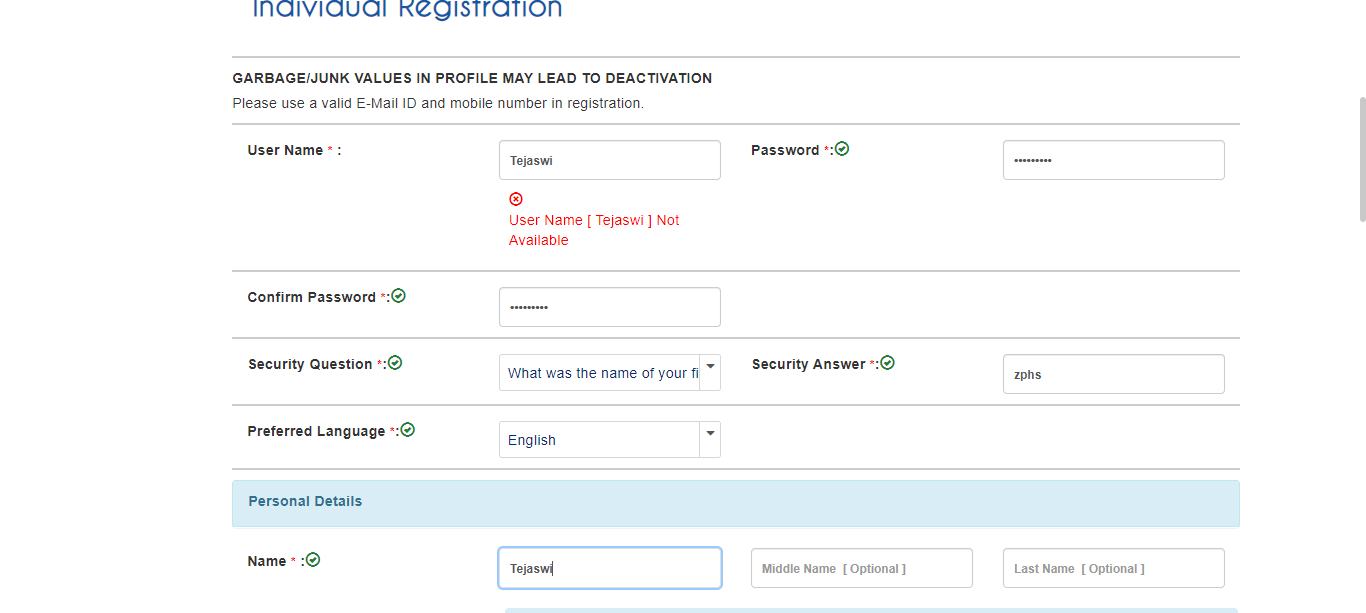 Individual Registration
GARBAGE/JUNK VALUES IN PROFILE MAY LEAD TO DEACTIVATION
Please use a valid E-Mail ID and mobile number in registration.
User Name * :
Tejaswi
Password *:
•••••••••
User Name [ Tejaswi ] Not
Available
Confirm Password *:
•••••••••
Security Question *:
What was the name of your fi
Security Answer *:
zphs
Preferred Language *:
English
Personal Details
Name * :
Tejaswi
Middle Name [ Optional ]
Last Name [ Optional ]